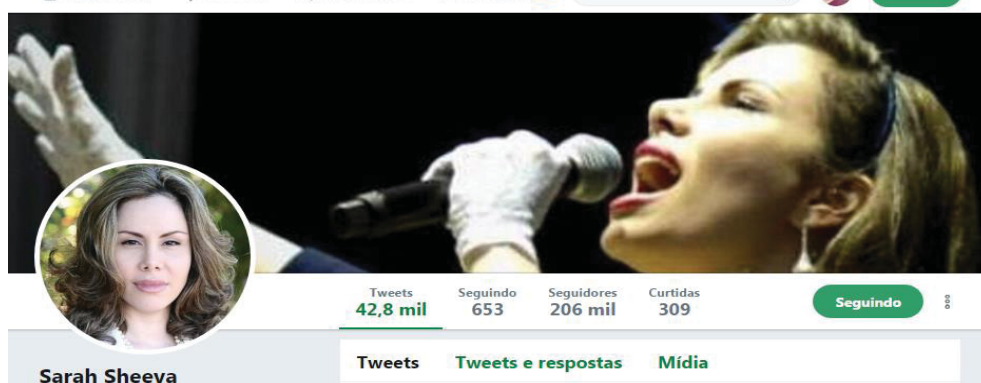 Tweets Seguindo Seguidores Curtidas
42,8 mil 653 206 mil 309
Seguindo
Tweets Tweets e respostas Mídia
Sarah Sheeva